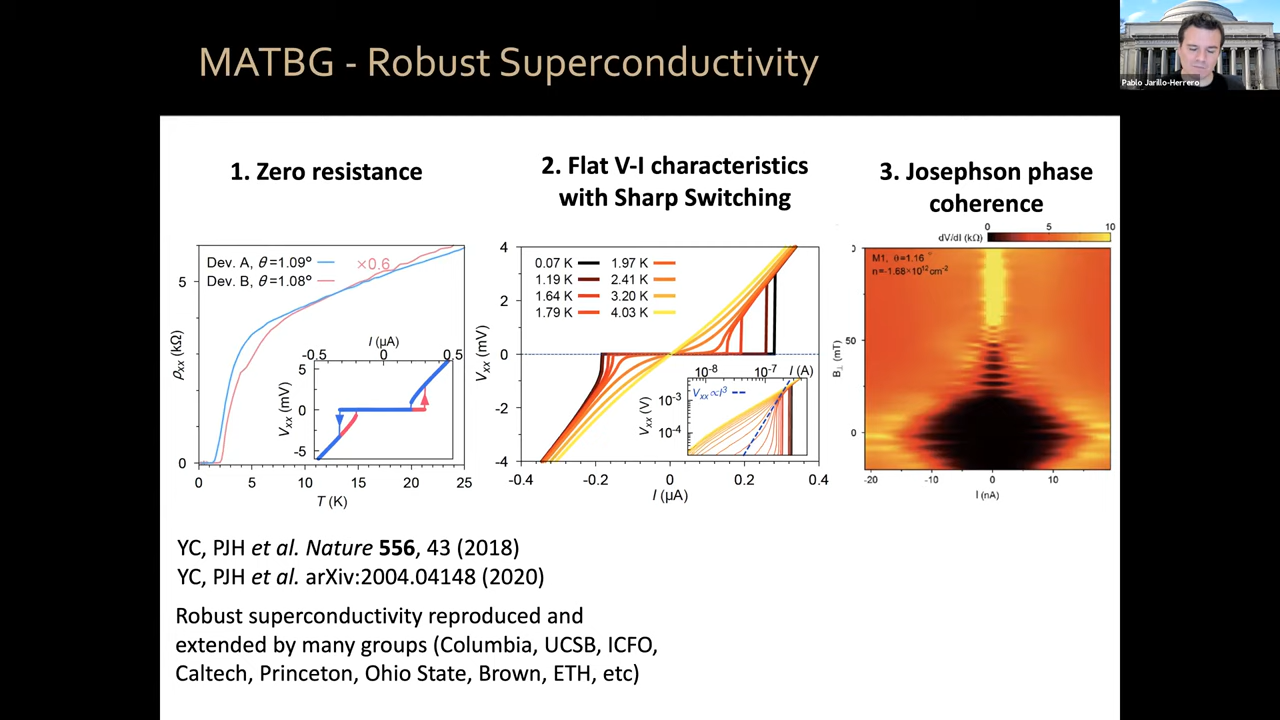 MATBG - Robust Superconductivity
Pablo Jarillo-Herrero
1. Zero resistance
2. Flat V-I characteristics
with Sharp Switching
3. Josephson phase
coherence
Dev. A, θ=1.09°
×0.6
Dev. B, θ=1.08°
5
0
ρxx (kΩ)
I (µA)
-0.5 0 0.5
5
0
-5
Vxx (mV)
0 5 10 15 20 25
T (K)
4
2
0
-2
-4
Vxx (mV)
0.07 K 1.97 K
1.19 K 2.41 K
1.64 K 3.20 K
1.79 K 4.03 K
10⁻⁸ 10⁻⁷ I (A)
Vxx∝I³
10⁻³
10⁻⁴
Vxx (V)
-0.4 -0.2 0 0.2 0.4
I (µA)
0 5 10
dV/dI (kΩ)
M1, θ=1.16°
n=-1.68×10¹²cm⁻²
0
50
0
B⊥ (mT)
-20 -10 0 10
I (nA)
YC, PJH et al. Nature 556, 43 (2018)
YC, PJH et al. arXiv:2004.04148 (2020)
Robust superconductivity reproduced and
extended by many groups (Columbia, UCSB, ICFO,
Caltech, Princeton, Ohio State, Brown, ETH, etc)